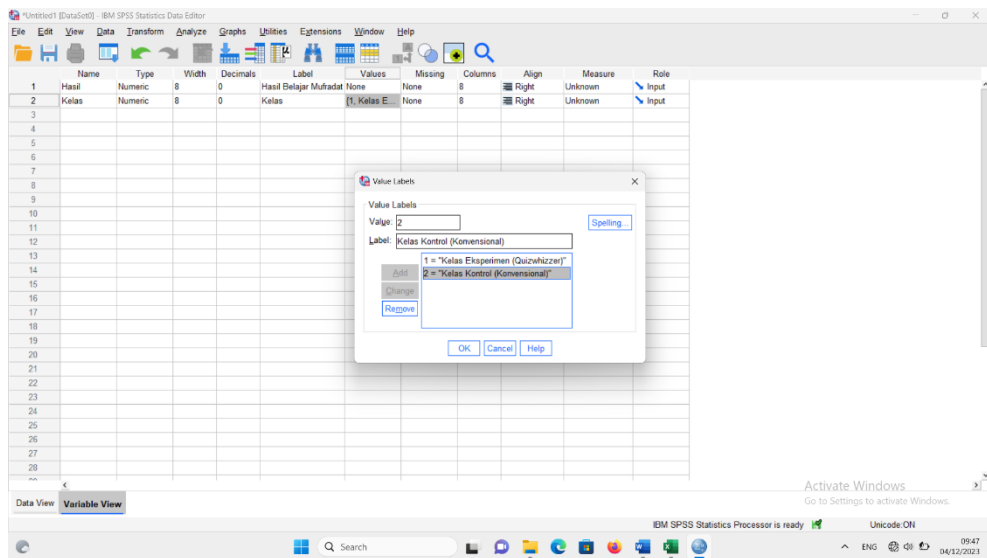 *Untitled1 [DataSet0] - IBM SPSS Statistics Data Editor
File Edit View Data Transform Analyze Graphs Utilities Extensions Window Help
Name Type Width Decimals Label Values Missing Columns Align Measure Role
1 Hasil Numeric 8 0 Hasil Belajar Mufradat None None 8 Right Unknown Input
2 Kelas Numeric 8 0 Kelas {1, Kelas E... None 8 Right Unknown Input
3
4
5
6
7
8
9
10
11
12
13
14
15
16
17
18
19
20
21
22
23
24
25
26
27
28
Value Labels
Value Labels
Value: 2
Spelling...
Label: Kelas Kontrol (Konvensional)
1 = "Kelas Eksperimen (Quizwhizzer)"
Add 2 = "Kelas Kontrol (Konvensional)"
Change
Remove
OK Cancel Help
Activate Windows
Go to Settings to activate Windows.
Data View Variable View
IBM SPSS Statistics Processor is ready Unicode:ON
Search
ENG
09:47
04/12/2023